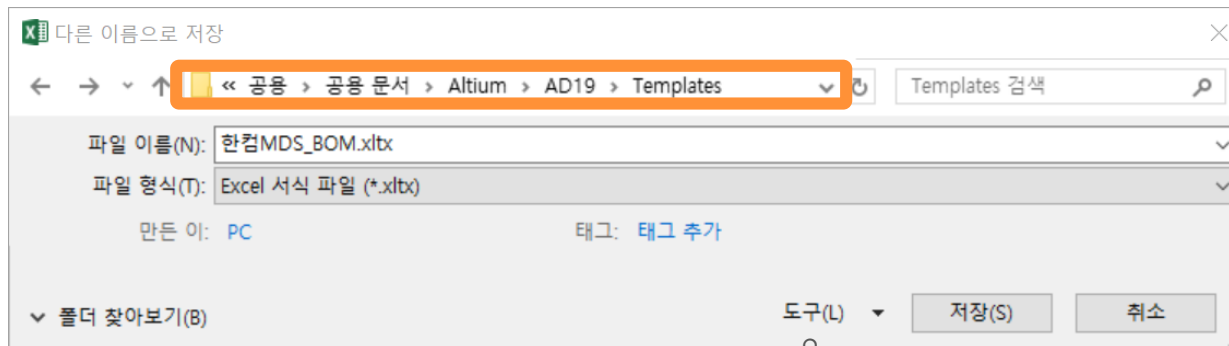 다른 이름으로 저장
« 공용 > 공용 문서 > Altium > AD19 > Templates Templates 검색
파일 이름(N): 한컴MDS_BOM.xltx
파일 형식(T): Excel 서식 파일 (*.xltx)
만든 이: PC 태그: 태그 추가
폴더 찾아보기(B) 도구(L) 저장(S) 취소